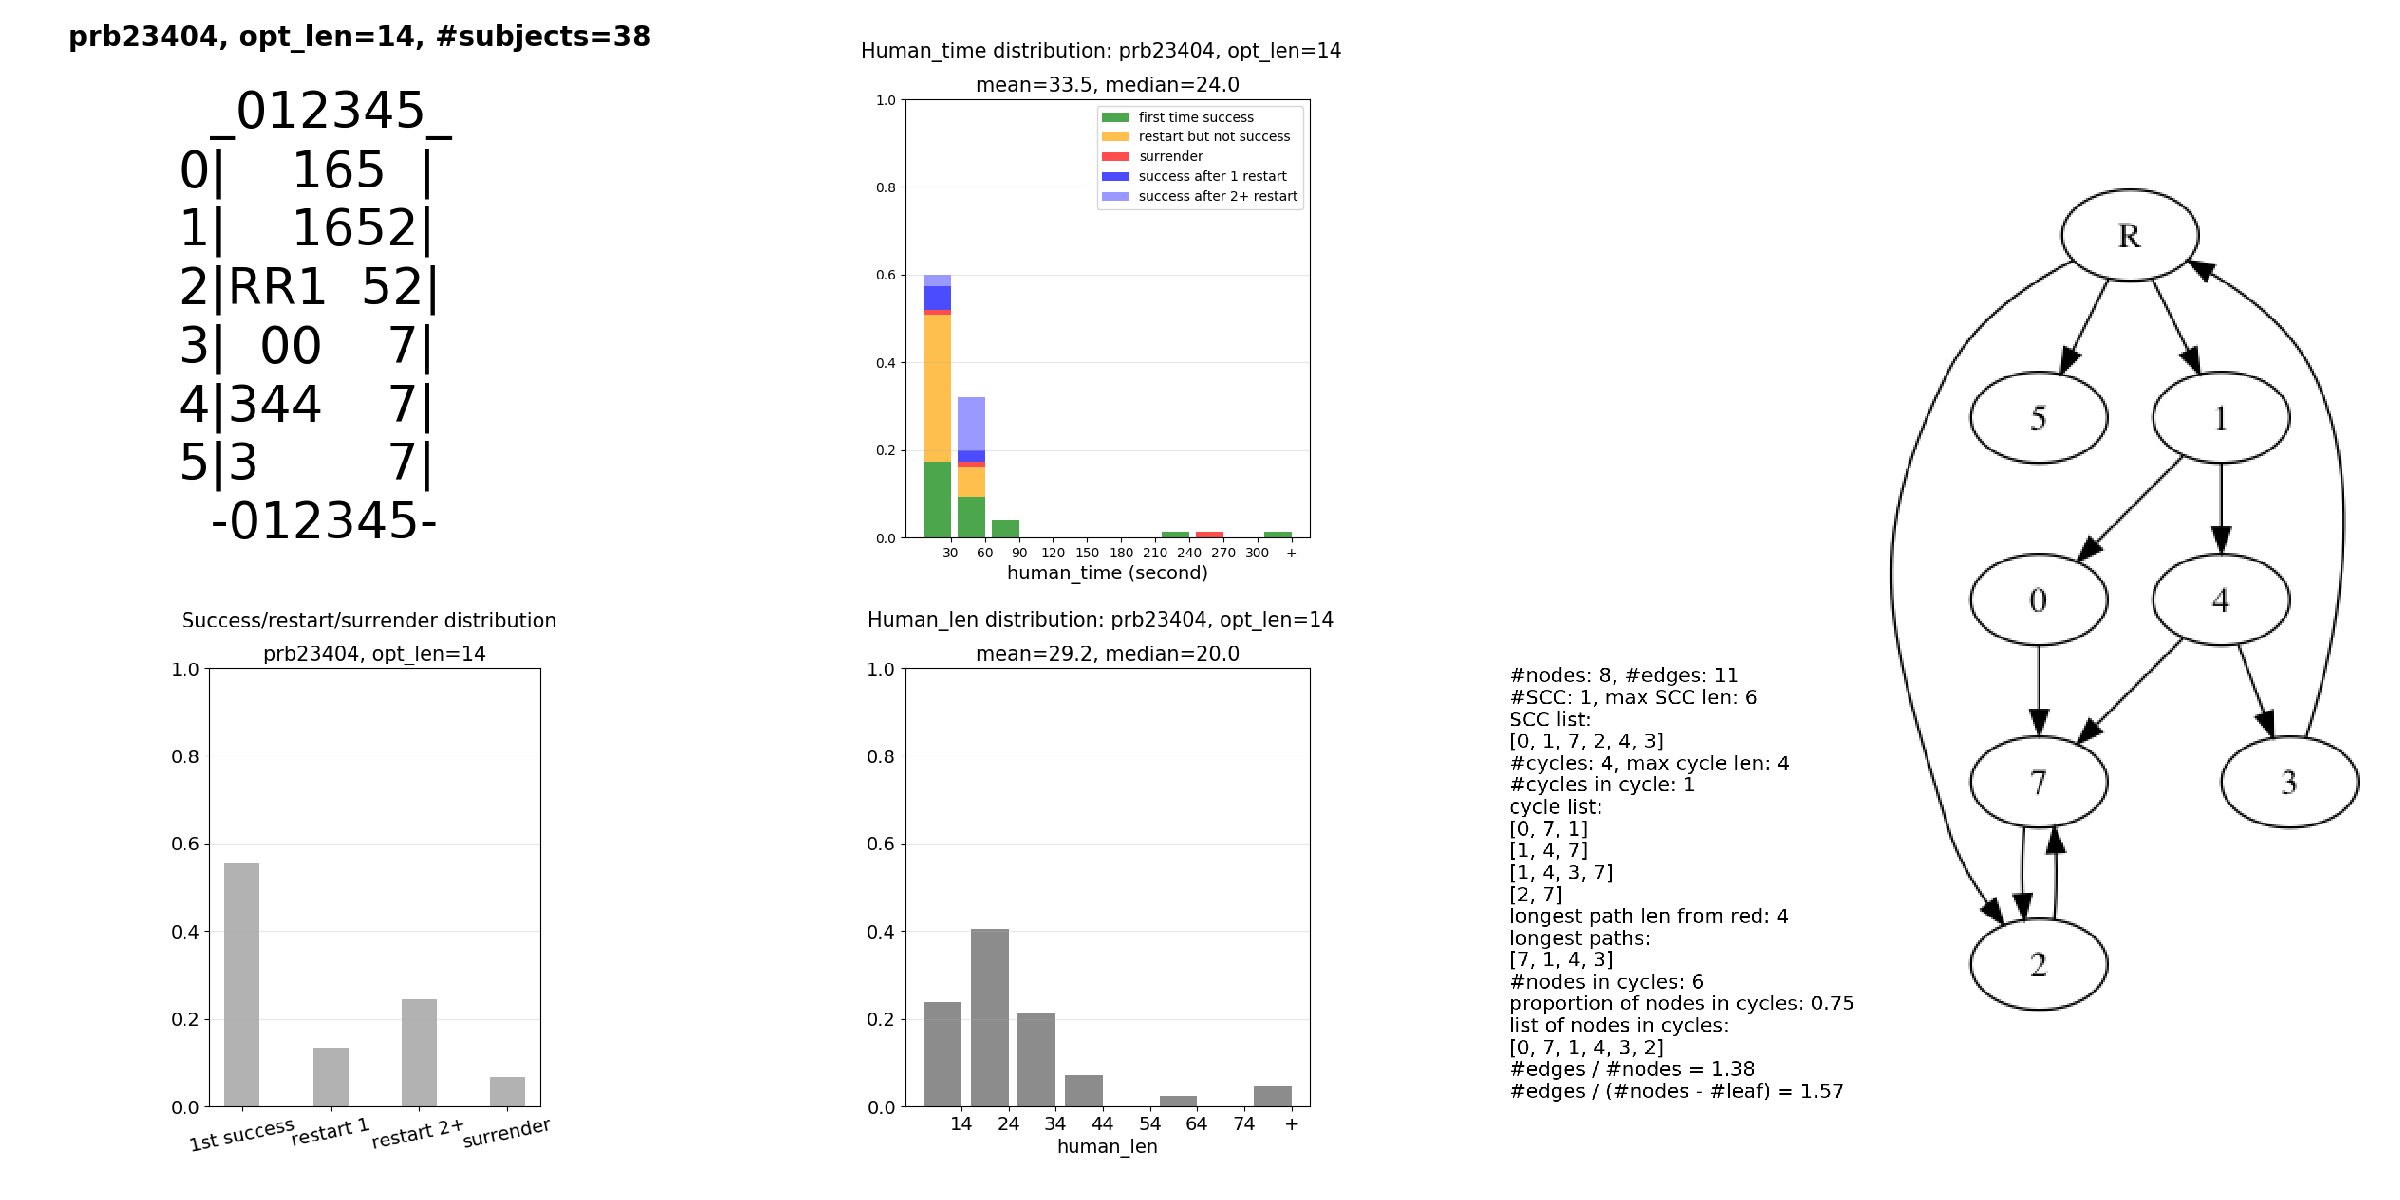 prb23404, opt_len=14, #subjects=38
_012345_
0|  165 |
1|  1652|
2|RR1 52|
3| 00  7|
4|344  7|
5|3    7|
-012345-
Human_time distribution: prb23404, opt_len=14
mean=33.5, median=24.0
1.0
0.8
0.6
0.4
0.2
0.0
first time success
restart but not success
surrender
success after 1 restart
success after 2+ restart
30 60 90 120 150 180 210 240 270 300 +
human_time (second)
Success/restart/surrender distribution
prb23404, opt_len=14
1.0
0.8
0.6
0.4
0.2
0.0
1st success restart 1 restart 2+ surrender
Human_len distribution: prb23404, opt_len=14
mean=29.2, median=20.0
1.0
0.8
0.6
0.4
0.2
0.0
14 24 34 44 54 64 74 +
human_len
#nodes: 8, #edges: 11
#SCC: 1, max SCC len: 6
SCC list:
[0, 1, 7, 2, 4, 3]
#cycles: 4, max cycle len: 4
#cycles in cycle: 1
cycle list:
[0, 7, 1]
[1, 4, 7]
[1, 4, 3, 7]
[2, 7]
longest path len from red: 4
longest paths:
[7, 1, 4, 3]
#nodes in cycles: 6
proportion of nodes in cycles: 0.75
list of nodes in cycles:
[0, 7, 1, 4, 3, 2]
#edges / #nodes = 1.38
#edges / (#nodes - #leaf) = 1.57
R
5 1
0 4
7 3
2